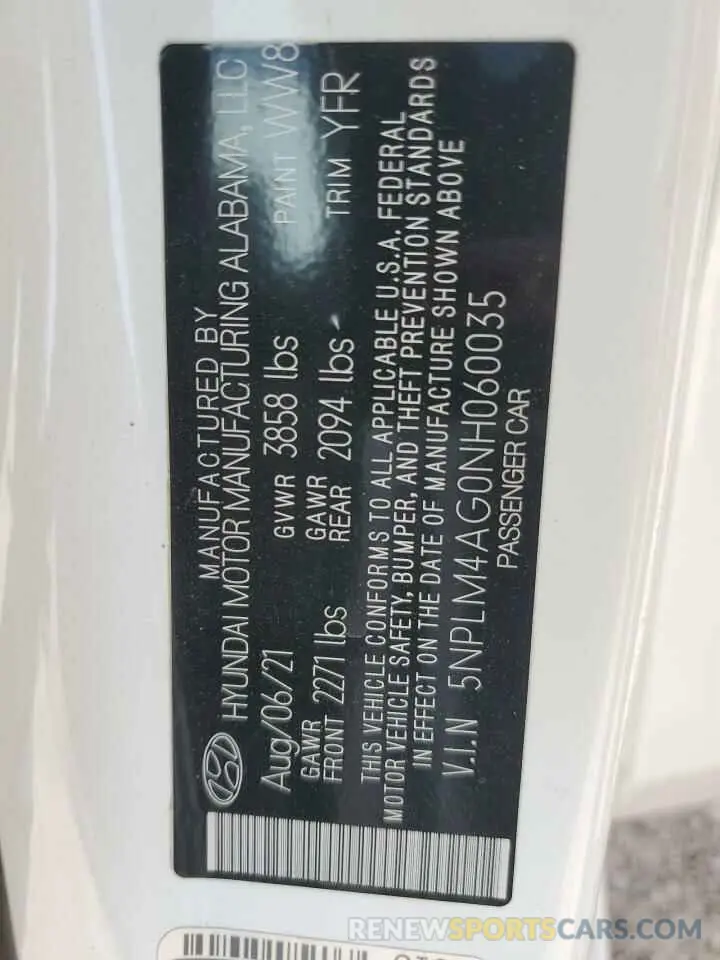 MANUFACTURED BY
HYUNDAI MOTOR MANUFACTURING ALABAMA, LLC
Aug/06/21 GVWR 3858 lbs PAINT WW8
GAWR GAWR
FRONT 2271 lbs REAR 2094 lbs TRIM YFR
THIS VEHICLE CONFORMS TO ALL APPLICABLE U.S.A. FEDERAL
MOTOR VEHICLE SAFETY, BUMPER, AND THEFT PREVENTION STANDARDS
IN EFFECT ON THE DATE OF MANUFACTURE SHOWN ABOVE
V.I.N 5NPLM4AG0NH060035
PASSENGER CAR
RENEWSPORTSCARS.COM